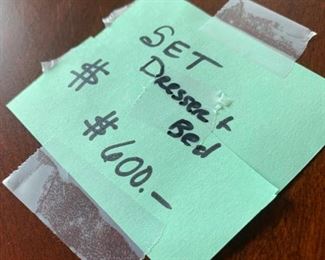 SET
Dresser +
Bed
$
$600.—